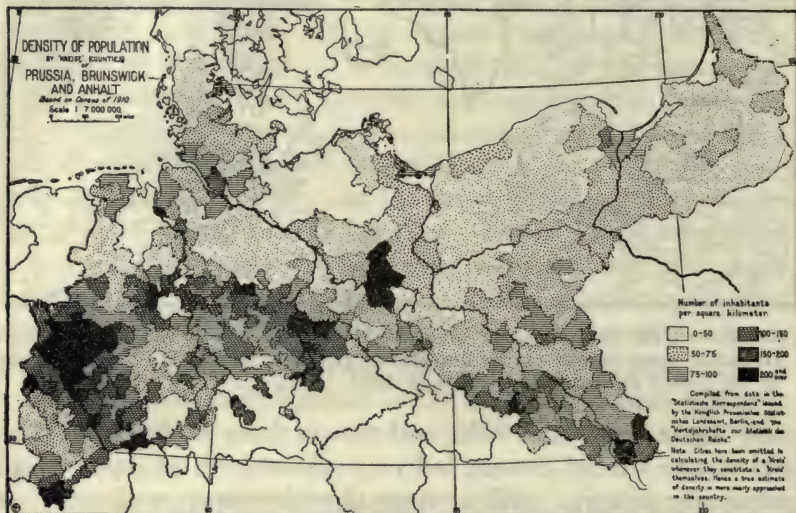 DENSITY OF POPULATION
BY "KREISE" (COUNTIES)
OF
PRUSSIA, BRUNSWICK
AND ANHALT
Based on Census of 1910
Scale 1 : 7 000 000
Number of inhabitants
per square kilometer
0-50
50-75
75-100
100-150
150-200
200 and over
Compiled from data in the
"Statistische Korrespondenz" issued
by the Königlich Preussisches Statist-
isches Landesamt, Berlin, and the
"Vierteljahrshefte zur Statistik des
Deutschen Reichs".
Note. Cities have been omitted in
calculating the density of a "Kreis"
whenever they constitute a "Kreis"
themselves. Hence a true estimate
of density is more nearly approached
in the country.